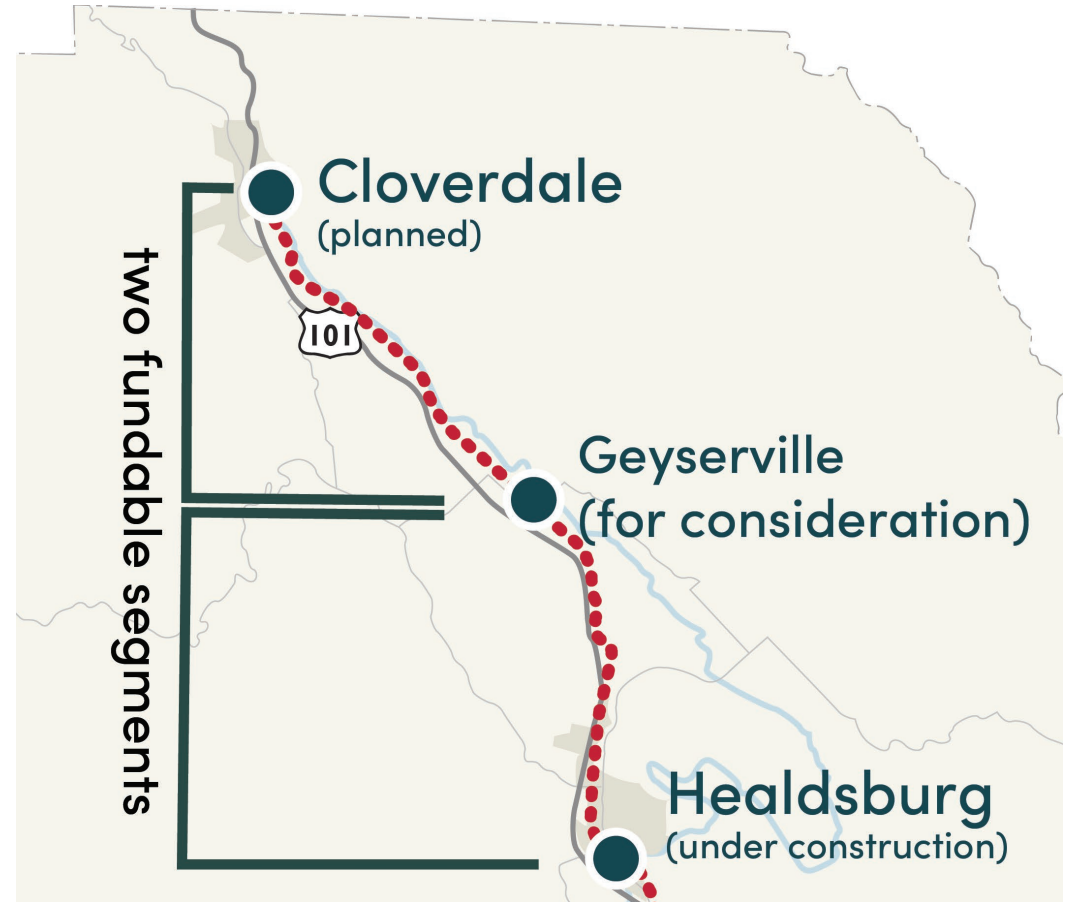 Cloverdale
(planned)
101
two fundable segments
Geyserville
(for consideration)
Healdsburg
(under construction)